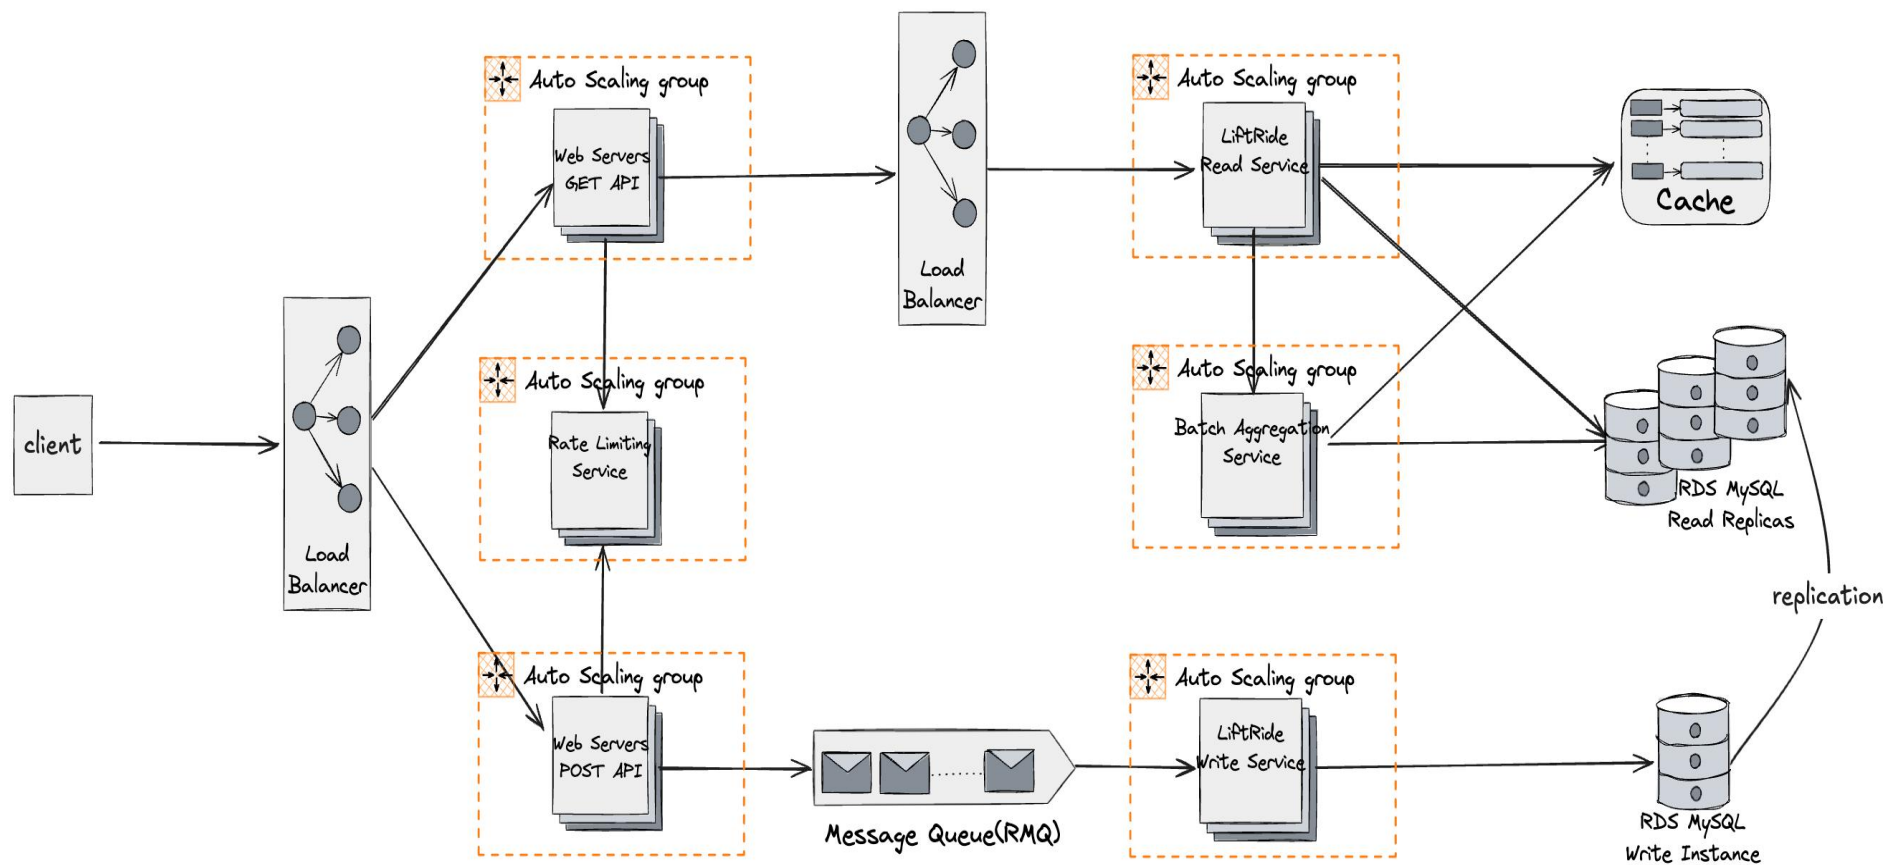 client
Load
Balancer
Auto Scaling group
Web Servers
GET API
Auto Scaling group
Rate Limiting
Service
Auto Scaling group
Web Servers
POST API
Load
Balancer
Message Queue(RMQ)
Auto Scaling group
LiftRide
Read Service
Auto Scaling group
Batch Aggregation
Service
Auto Scaling group
LiftRide
Write Service
Cache
RDS MySQL
Read Replicas
replication
RDS MySQL
Write Instance